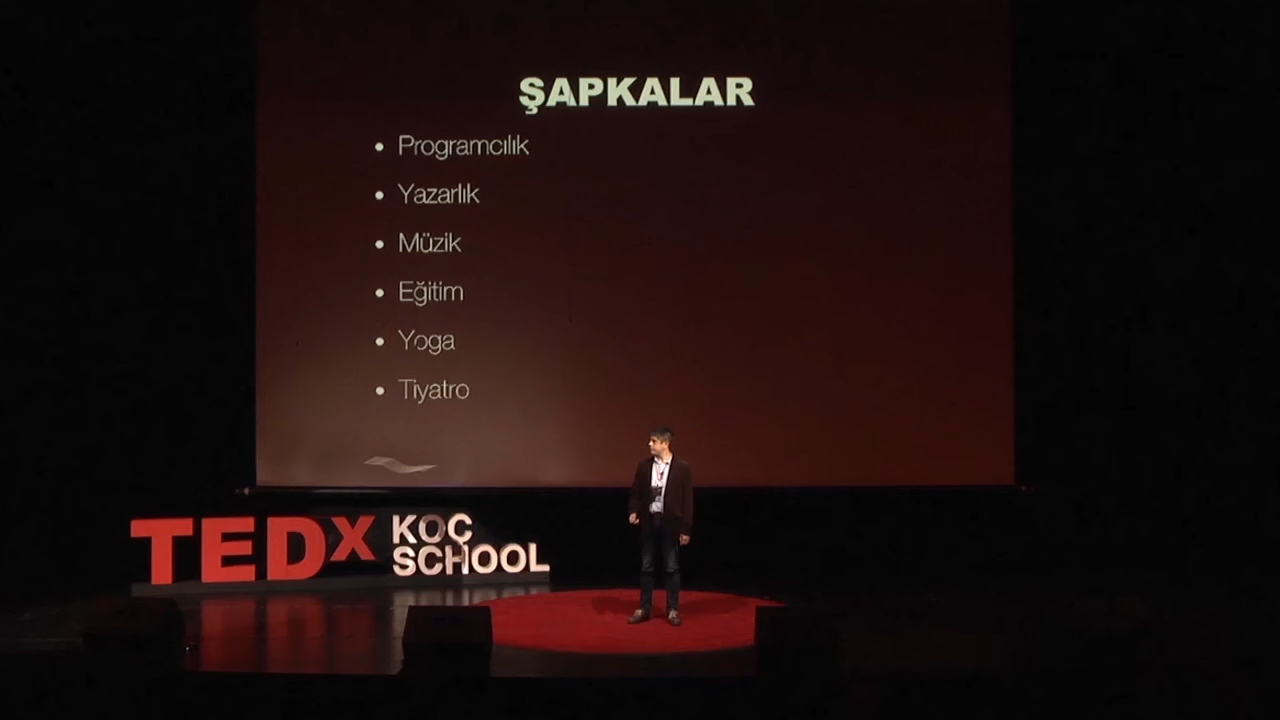 ŞAPKALAR
• Programcılık
• Yazarlık
• Müzik
• Eğitim
• Yoga
• Tiyatro
TEDX KOÇ
SCHOOL